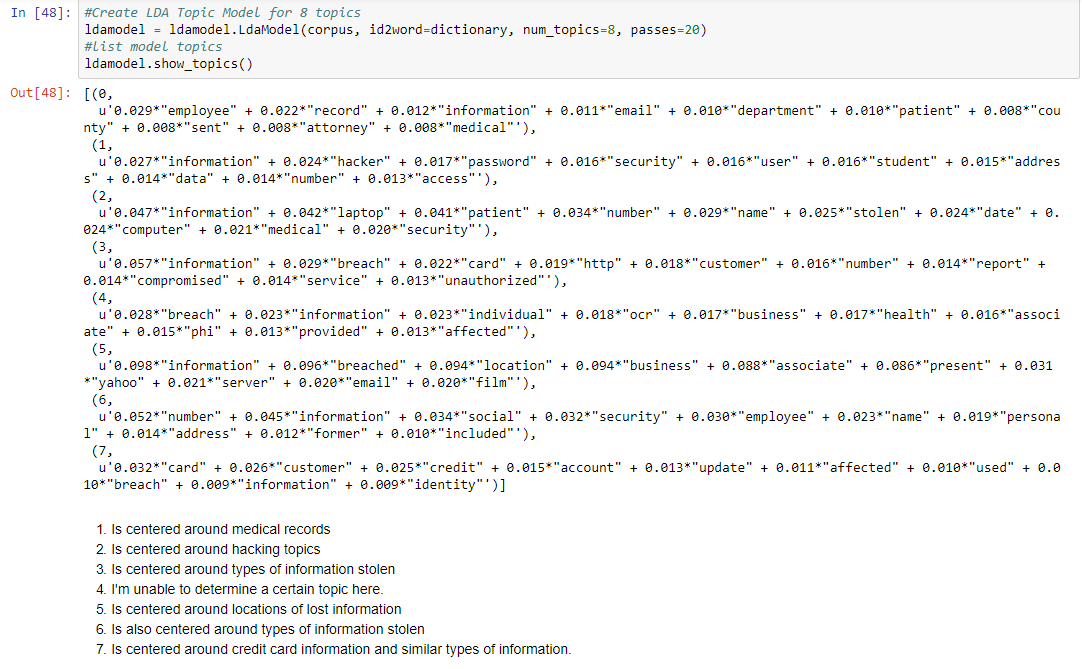 In [48]: #Create LDA Topic Model for 8 topics
ldamodel = ldamodel.LdaModel(corpus, id2word=dictionary, num_topics=8, passes=20)
#list model topics
ldamodel.show_topics()
Out[48]: [(0,
u'0.029*"employee" + 0.022*"record" + 0.012*"information" + 0.011*"email" + 0.010*"department" + 0.010*"patient" + 0.008*"cou
nty" + 0.008*"sent" + 0.008*"attorney" + 0.008*"medical"'),
(1,
u'0.027*"information" + 0.024*"hacker" + 0.017*"password" + 0.016*"security" + 0.016*"user" + 0.016*"student" + 0.015*"addres
s" + 0.014*"data" + 0.014*"number" + 0.013*"access"'),
(2,
u'0.047*"information" + 0.042*"laptop" + 0.041*"patient" + 0.034*"number" + 0.029*"name" + 0.025*"stolen" + 0.024*"date" + 0.
024*"computer" + 0.021*"medical" + 0.020*"security"'),
(3,
u'0.057*"information" + 0.029*"breach" + 0.022*"card" + 0.019*"http" + 0.018*"customer" + 0.016*"number" + 0.014*"report" +
0.014*"compromised" + 0.014*"service" + 0.013*"unauthorized"'),
(4,
u'0.028*"breach" + 0.023*"information" + 0.023*"individual" + 0.018*"ocr" + 0.017*"business" + 0.017*"health" + 0.016*"associ
ate" + 0.015*"phi" + 0.013*"provided" + 0.013*"affected"'),
(5,
u'0.098*"information" + 0.096*"breached" + 0.094*"location" + 0.094*"business" + 0.088*"associate" + 0.086*"present" + 0.031
*"yahoo" + 0.021*"server" + 0.020*"email" + 0.020*"film"'),
(6,
u'0.052*"number" + 0.045*"information" + 0.034*"social" + 0.032*"security" + 0.030*"employee" + 0.023*"name" + 0.019*"persona
l" + 0.014*"address" + 0.012*"former" + 0.010*"included"'),
(7,
u'0.032*"card" + 0.026*"customer" + 0.025*"credit" + 0.015*"account" + 0.013*"update" + 0.011*"affected" + 0.010*"used" + 0.0
10*"breach" + 0.009*"information" + 0.009*"identity"')]
1. Is centered around medical records
2. Is centered around hacking topics
3. Is centered around types of information stolen
4. I'm unable to determine a certain topic here.
5. Is centered around locations of lost information
6. Is also centered around types of information stolen
7. Is centered around credit card information and similar types of information.